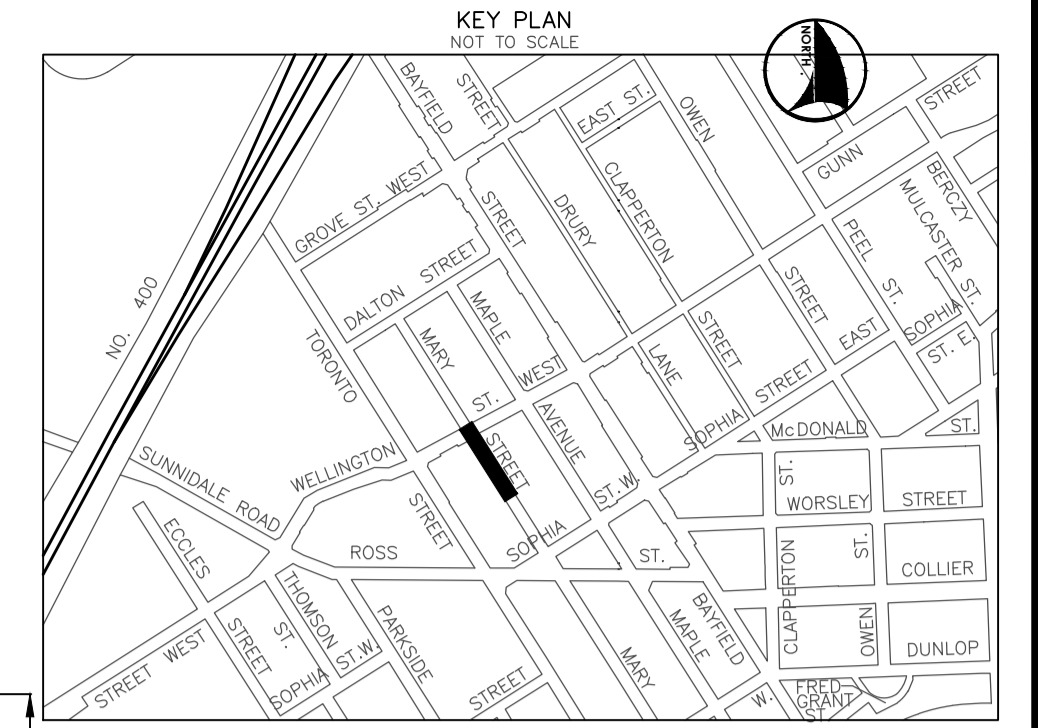 KEY PLAN
NOT TO SCALE
NORTH
BAYFIELD
STREET
EAST ST.
OWEN
STREET
GUNN
BERCZY
GROVE ST. WEST
STREET
DRURY
CLAPPERTON
MULCASTER ST.
PEEL
ST.
NO. 400
DALTON STREET
MAPLE
STREET
SOPHIA
ST. E.
TORONTO
MARY
ST.
WEST
LANE
STREET
EAST
STREET
SOPHIA
AVENUE
McDONALD
ST.
SUNNIDALE ROAD
WELLINGTON
STREET
ST. W.
ST.
WORSLEY
STREET
ECCLES
STREET
SOPHIA
ROSS
ST.
CLAPPERTON
ST.
COLLIER
THOMSON
ST.W.
PARKSIDE
STREET WEST
STREET
ST.
SOPHIA
STREET
MARY
MAPLE
BAYFIELD
OWEN
DUNLOP
W.
FRED
GRANT
ST.